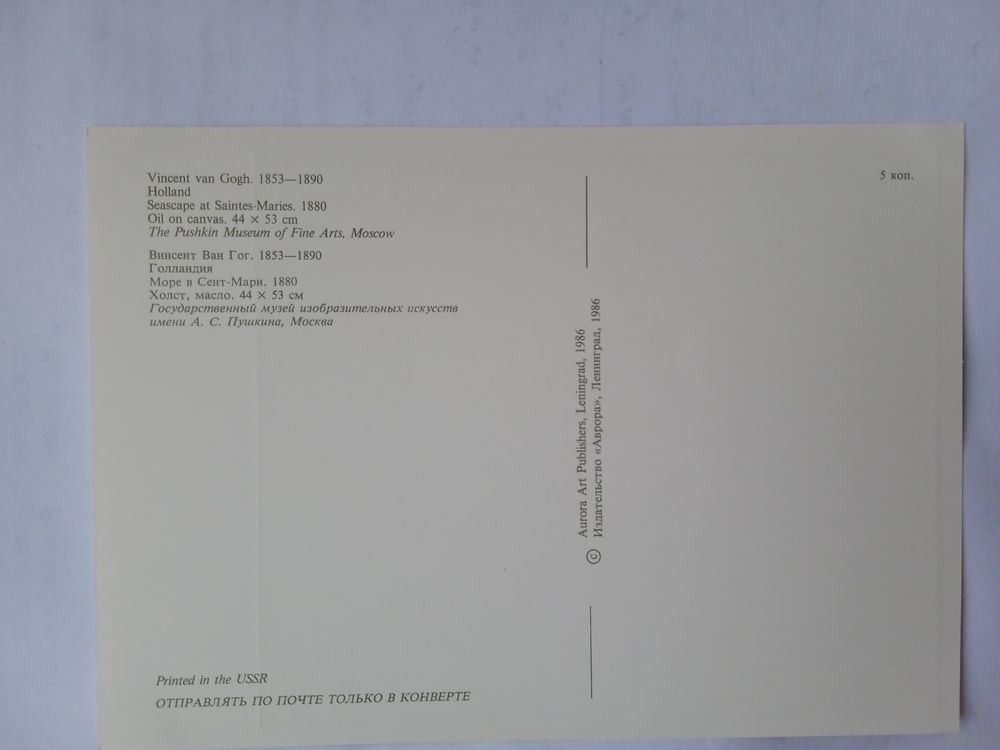 Vincent van Gogh. 1853—1890
Holland
Seascape at Saintes-Maries. 1880
Oil on canvas. 44 × 53 cm
The Pushkin Museum of Fine Arts, Moscow
Винсент Ван Гог. 1853—1890
Голландия
Море в Сент-Мари. 1880
Холст, масло. 44 × 53 см
Государственный музей изобразительных искусств
имени А. С. Пушкина, Москва
Printed in the USSR
ОТПРАВЛЯТЬ ПО ПОЧТЕ ТОЛЬКО В КОНВЕРТЕ
© Aurora Art Publishers, Leningrad, 1986
Издательство «Аврора», Ленинград, 1986
5 коп.